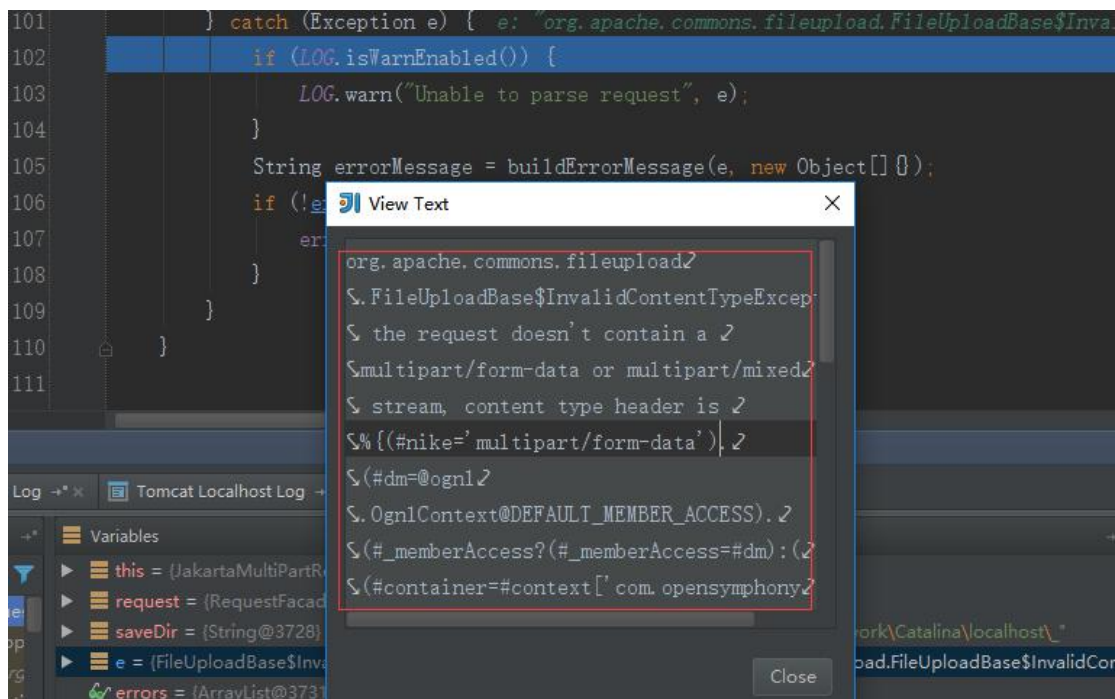 101 } catch (Exception e) { e: "org.apache.commons.fileupload.FileUploadBase$Inva
102 if (LOG.isWarnEnabled()) {
103 LOG.warn("Unable to parse request", e);
104 }
105 String errorMessage = buildErrorMessage(e, new Object[]{});
106 if (!e
107 er
108 }
109 }
110 }
111
View Text
org.apache.commons.fileupload
.FileUploadBase$InvalidContentTypeExcep
the request doesn't contain a
multipart/form-data or multipart/mixed
stream, content type header is
%{(#nike='multipart/form-data').
(#dm=@ognl
.OgnlContext@DEFAULT_MEMBER_ACCESS).
(#_memberAccess?(#_memberAccess=#dm):(
(#container=#context['com.opensymphony
Close
Log Tomcat Localhost Log
Variables
this = {JakartaMultiPartR
request = {RequestFacad
saveDir = {String@3728} ork\Catalina\localhost\_"
e = {FileUploadBase$Inva oad.FileUploadBase$InvalidCon
errors = {ArrayList@3731